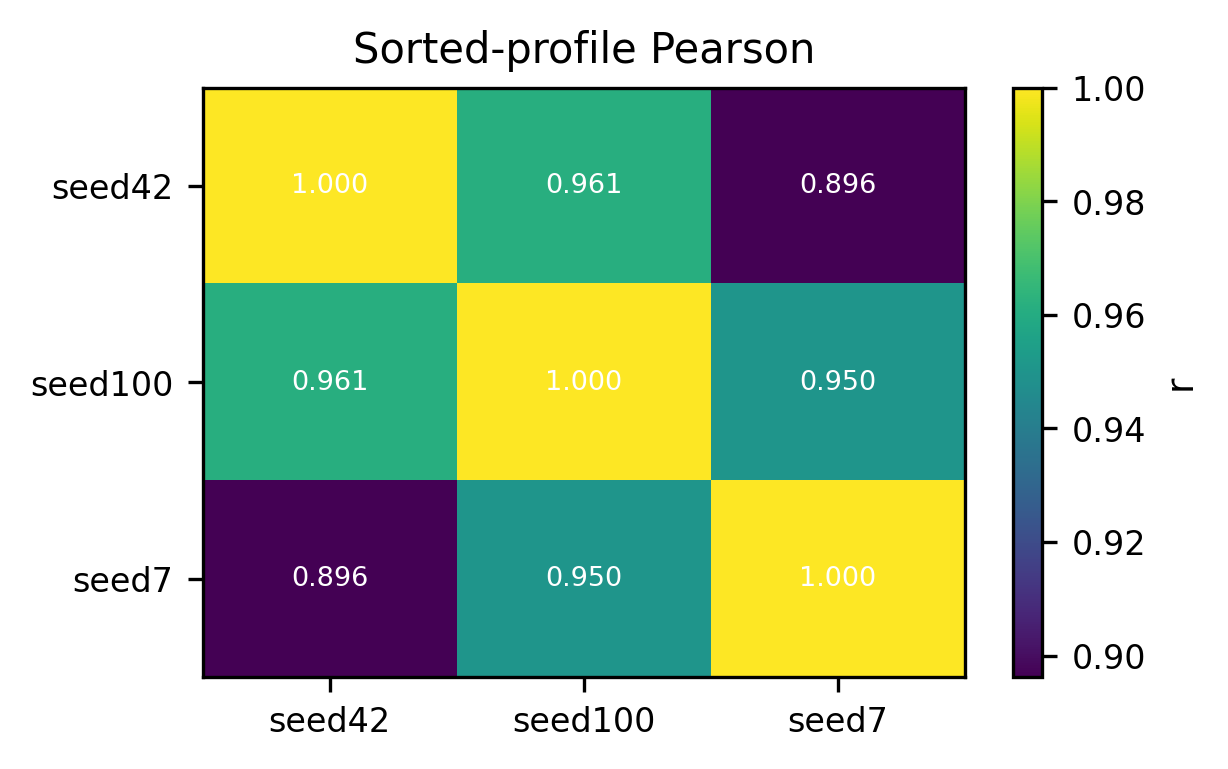 Sorted-profile Pearson
seed42 1.000 0.961 0.896
seed100 0.961 1.000 0.950
seed7 0.896 0.950 1.000
seed42 seed100 seed7
1.00
0.98
0.96
0.94
0.92
0.90
r